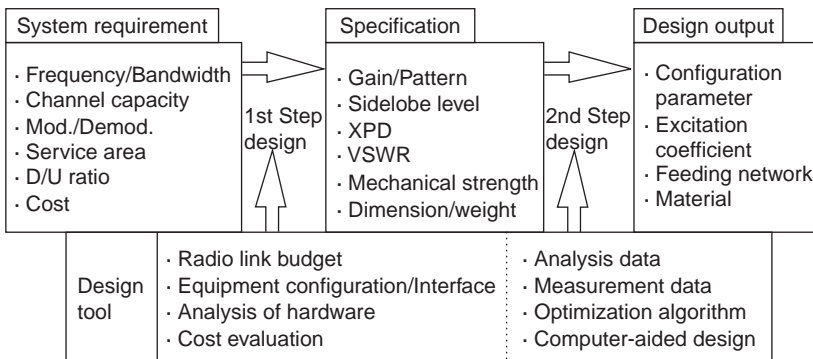 System requirement
· Frequency/Bandwidth
· Channel capacity
· Mod./Demod.
· Service area
· D/U ratio
· Cost
1st Step
design
Specification
· Gain/Pattern
· Sidelobe level
· XPD
· VSWR
· Mechanical strength
· Dimension/weight
2nd Step
design
Design output
· Configuration
parameter
· Excitation
coefficient
· Feeding network
· Material
Design
tool
· Radio link budget
· Equipment configuration/Interface
· Analysis of hardware
· Cost evaluation
· Analysis data
· Measurement data
· Optimization algorithm
· Computer-aided design